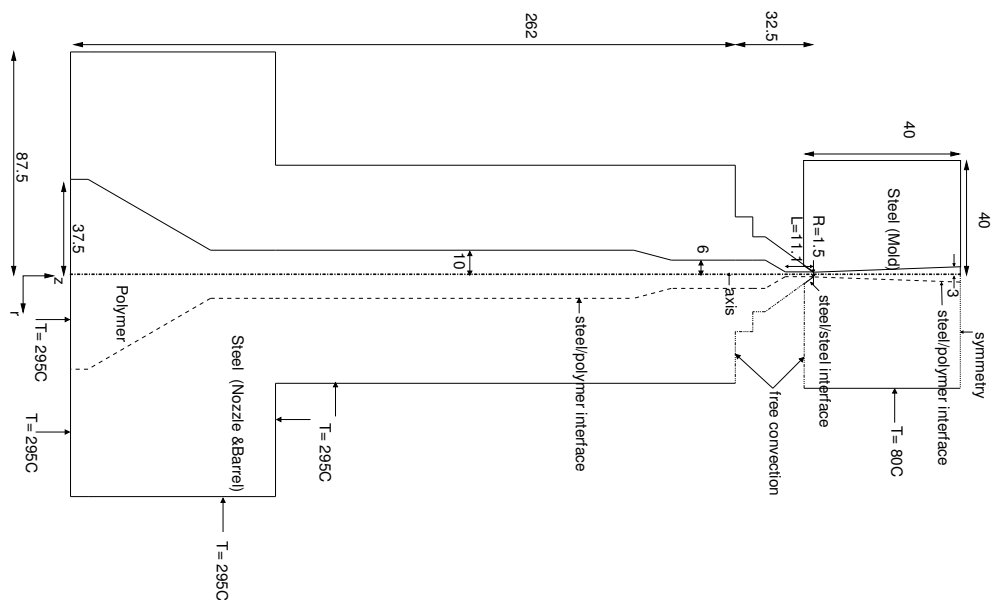 262
32.5
40
40
87.5
37.5
10
6
3
R=1.5
L=11.1
Steel (Mold)
z
r
axis
Polymer
Steel (Nozzle &Barrel)
steel/polymer interface
steel/steel interface
steel/polymer interface
symmetry
free convection
T= 295C
T= 295C
T= 295C
T= 295C
T= 80C